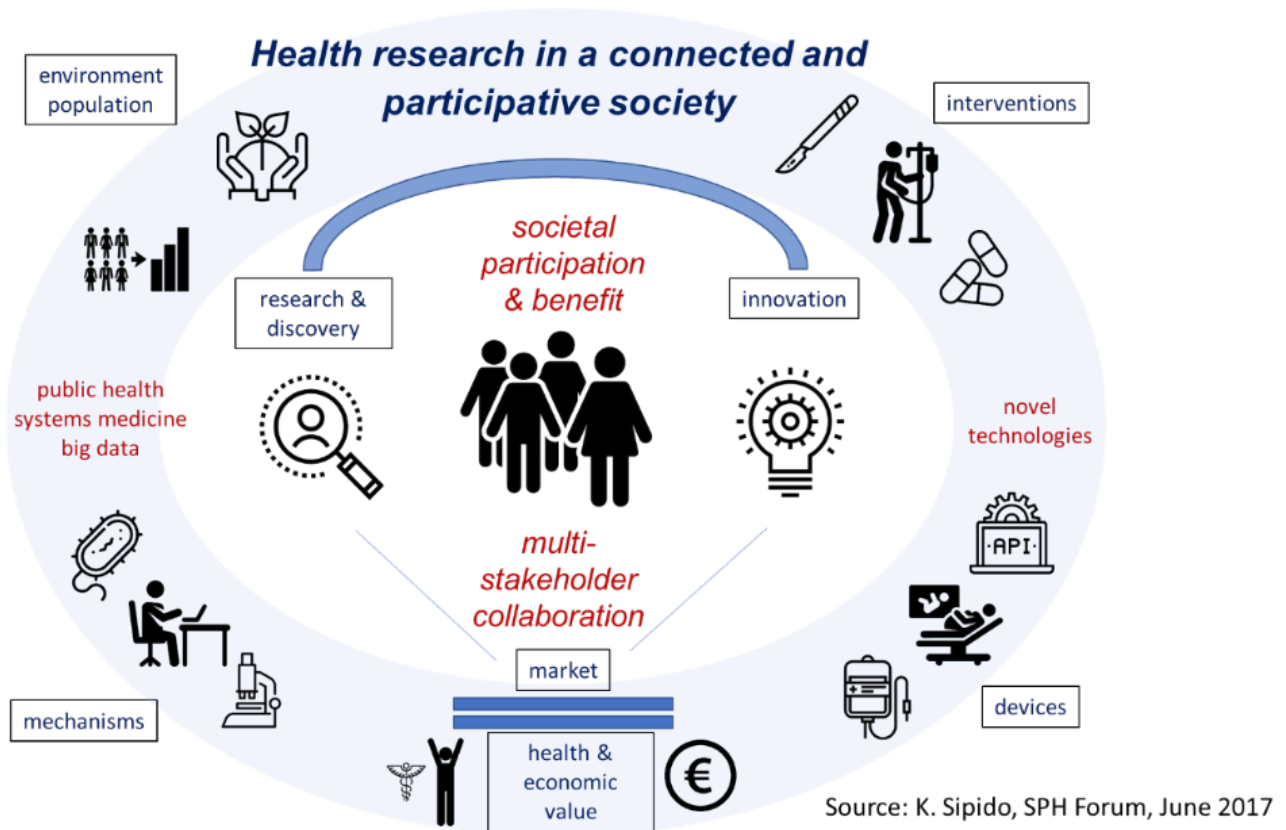 Health research in a connected and
participative society
environment
population
interventions
societal
participation
& benefit
research &
discovery
innovation
public health
systems medicine
big data
novel
technologies
multi-
stakeholder
collaboration
·API·
market
mechanisms
devices
health &
economic
value
€
Source: K. Sipido, SPH Forum, June 2017